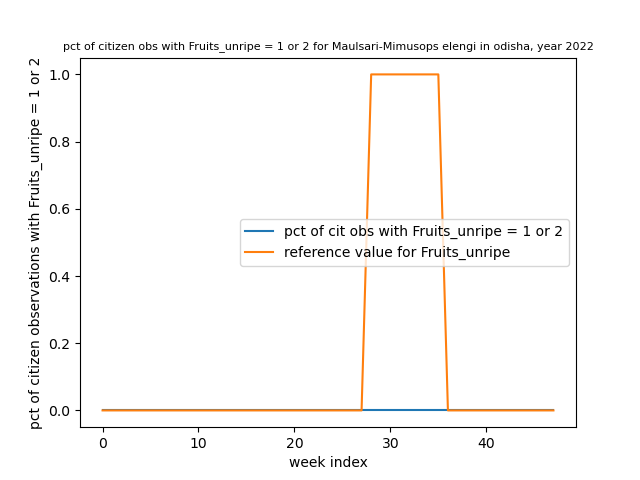 pct of citizen obs with Fruits_unripe = 1 or 2 for Maulsari-Mimusops elengi in odisha, year 2022
pct of citizen observations with Fruits_unripe = 1 or 2
1.0
0.8
0.6
0.4
0.2
0.0
pct of cit obs with Fruits_unripe = 1 or 2
reference value for Fruits_unripe
0 10 20 30 40
week index